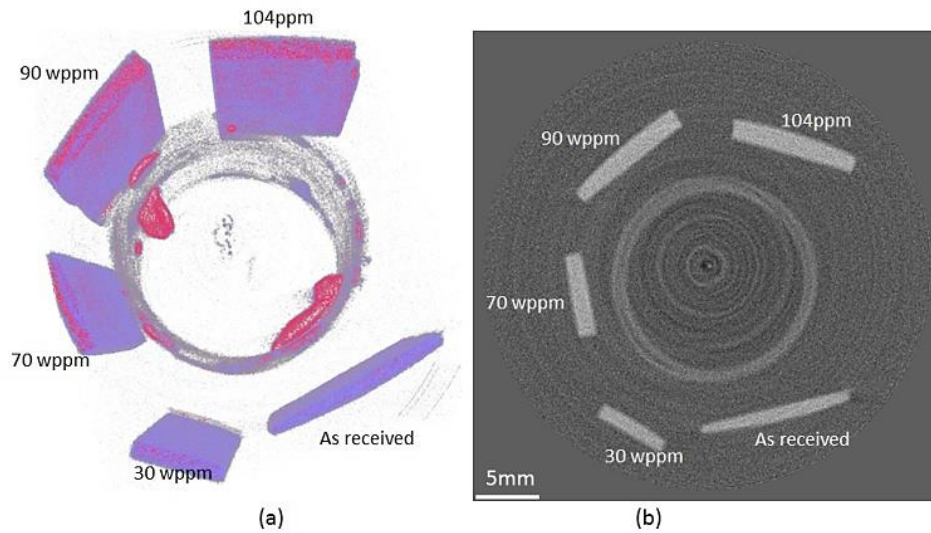 104ppm
90 wppm
70 wppm
30 wppm
As received
(a)
90 wppm
104ppm
70 wppm
30 wppm
As received
5mm
(b)